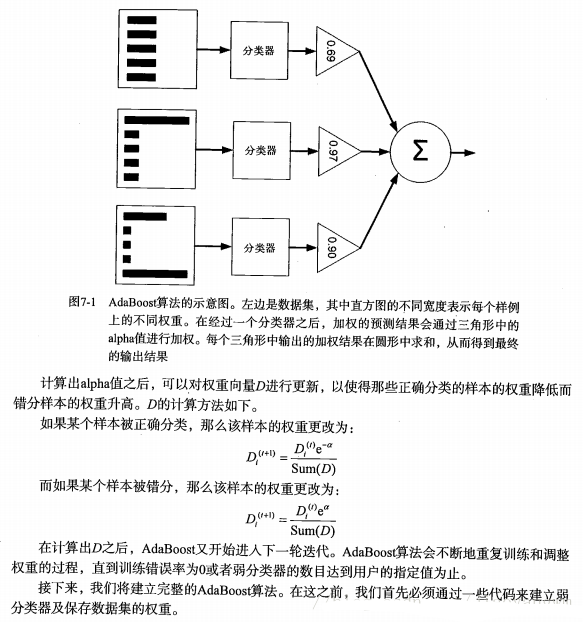 分类器
0.69
分类器
0.97
Σ
分类器
0.90
图7-1 AdaBoost算法的示意图。左边是数据集，其中直方图的不同宽度表示每个样例
上的不同权重。在经过一个分类器之后，加权的预测结果会通过三角形中的
alpha值进行加权。每个三角形中输出的加权结果在圆形中求和，从而得到最终
的输出结果
计算出alpha值之后，可以对权重向量D进行更新，以使得那些正确分类的样本的权重降低而
错分样本的权重升高。D的计算方法如下。
如果某个样本被正确分类，那么该样本的权重更改为：
D_i^(t+1) = D_i^(t) e^-α / Sum(D)
而如果某个样本被错分，那么该样本的权重更改为：
D_i^(t+1) = D_i^(t) e^α / Sum(D)
在计算出D之后，AdaBoost又开始进入下一轮迭代。AdaBoost算法会不断地重复训练和调整
权重的过程，直到训练错误率为0或者弱分类器的数目达到用户的指定值为止。
接下来，我们将建立完整的AdaBoost算法。在这之前，我们首先必须通过一些代码来建立弱
分类器及保存数据集的权重。